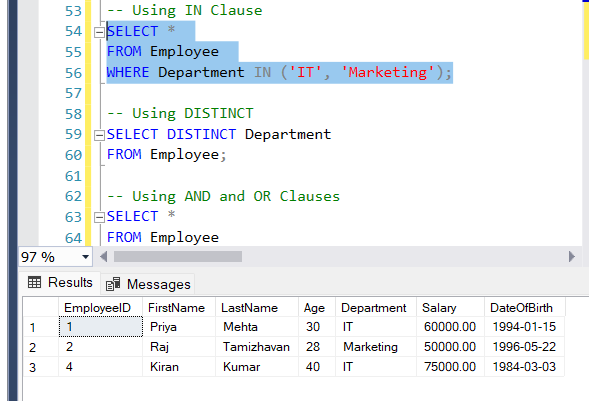 53 -- Using IN Clause
54 SELECT *
55 FROM Employee
56 WHERE Department IN ('IT', 'Marketing');
57
58 -- Using DISTINCT
59 SELECT DISTINCT Department
60 FROM Employee;
61
62 -- Using AND and OR Clauses
63 SELECT *
64 FROM Employee
97 %
Results Messages
EmployeeID FirstName LastName Age Department Salary DateOfBirth
1 1 Priya Mehta 30 IT 60000.00 1994-01-15
2 2 Raj Tamizhavan 28 Marketing 50000.00 1996-05-22
3 4 Kiran Kumar 40 IT 75000.00 1984-03-03